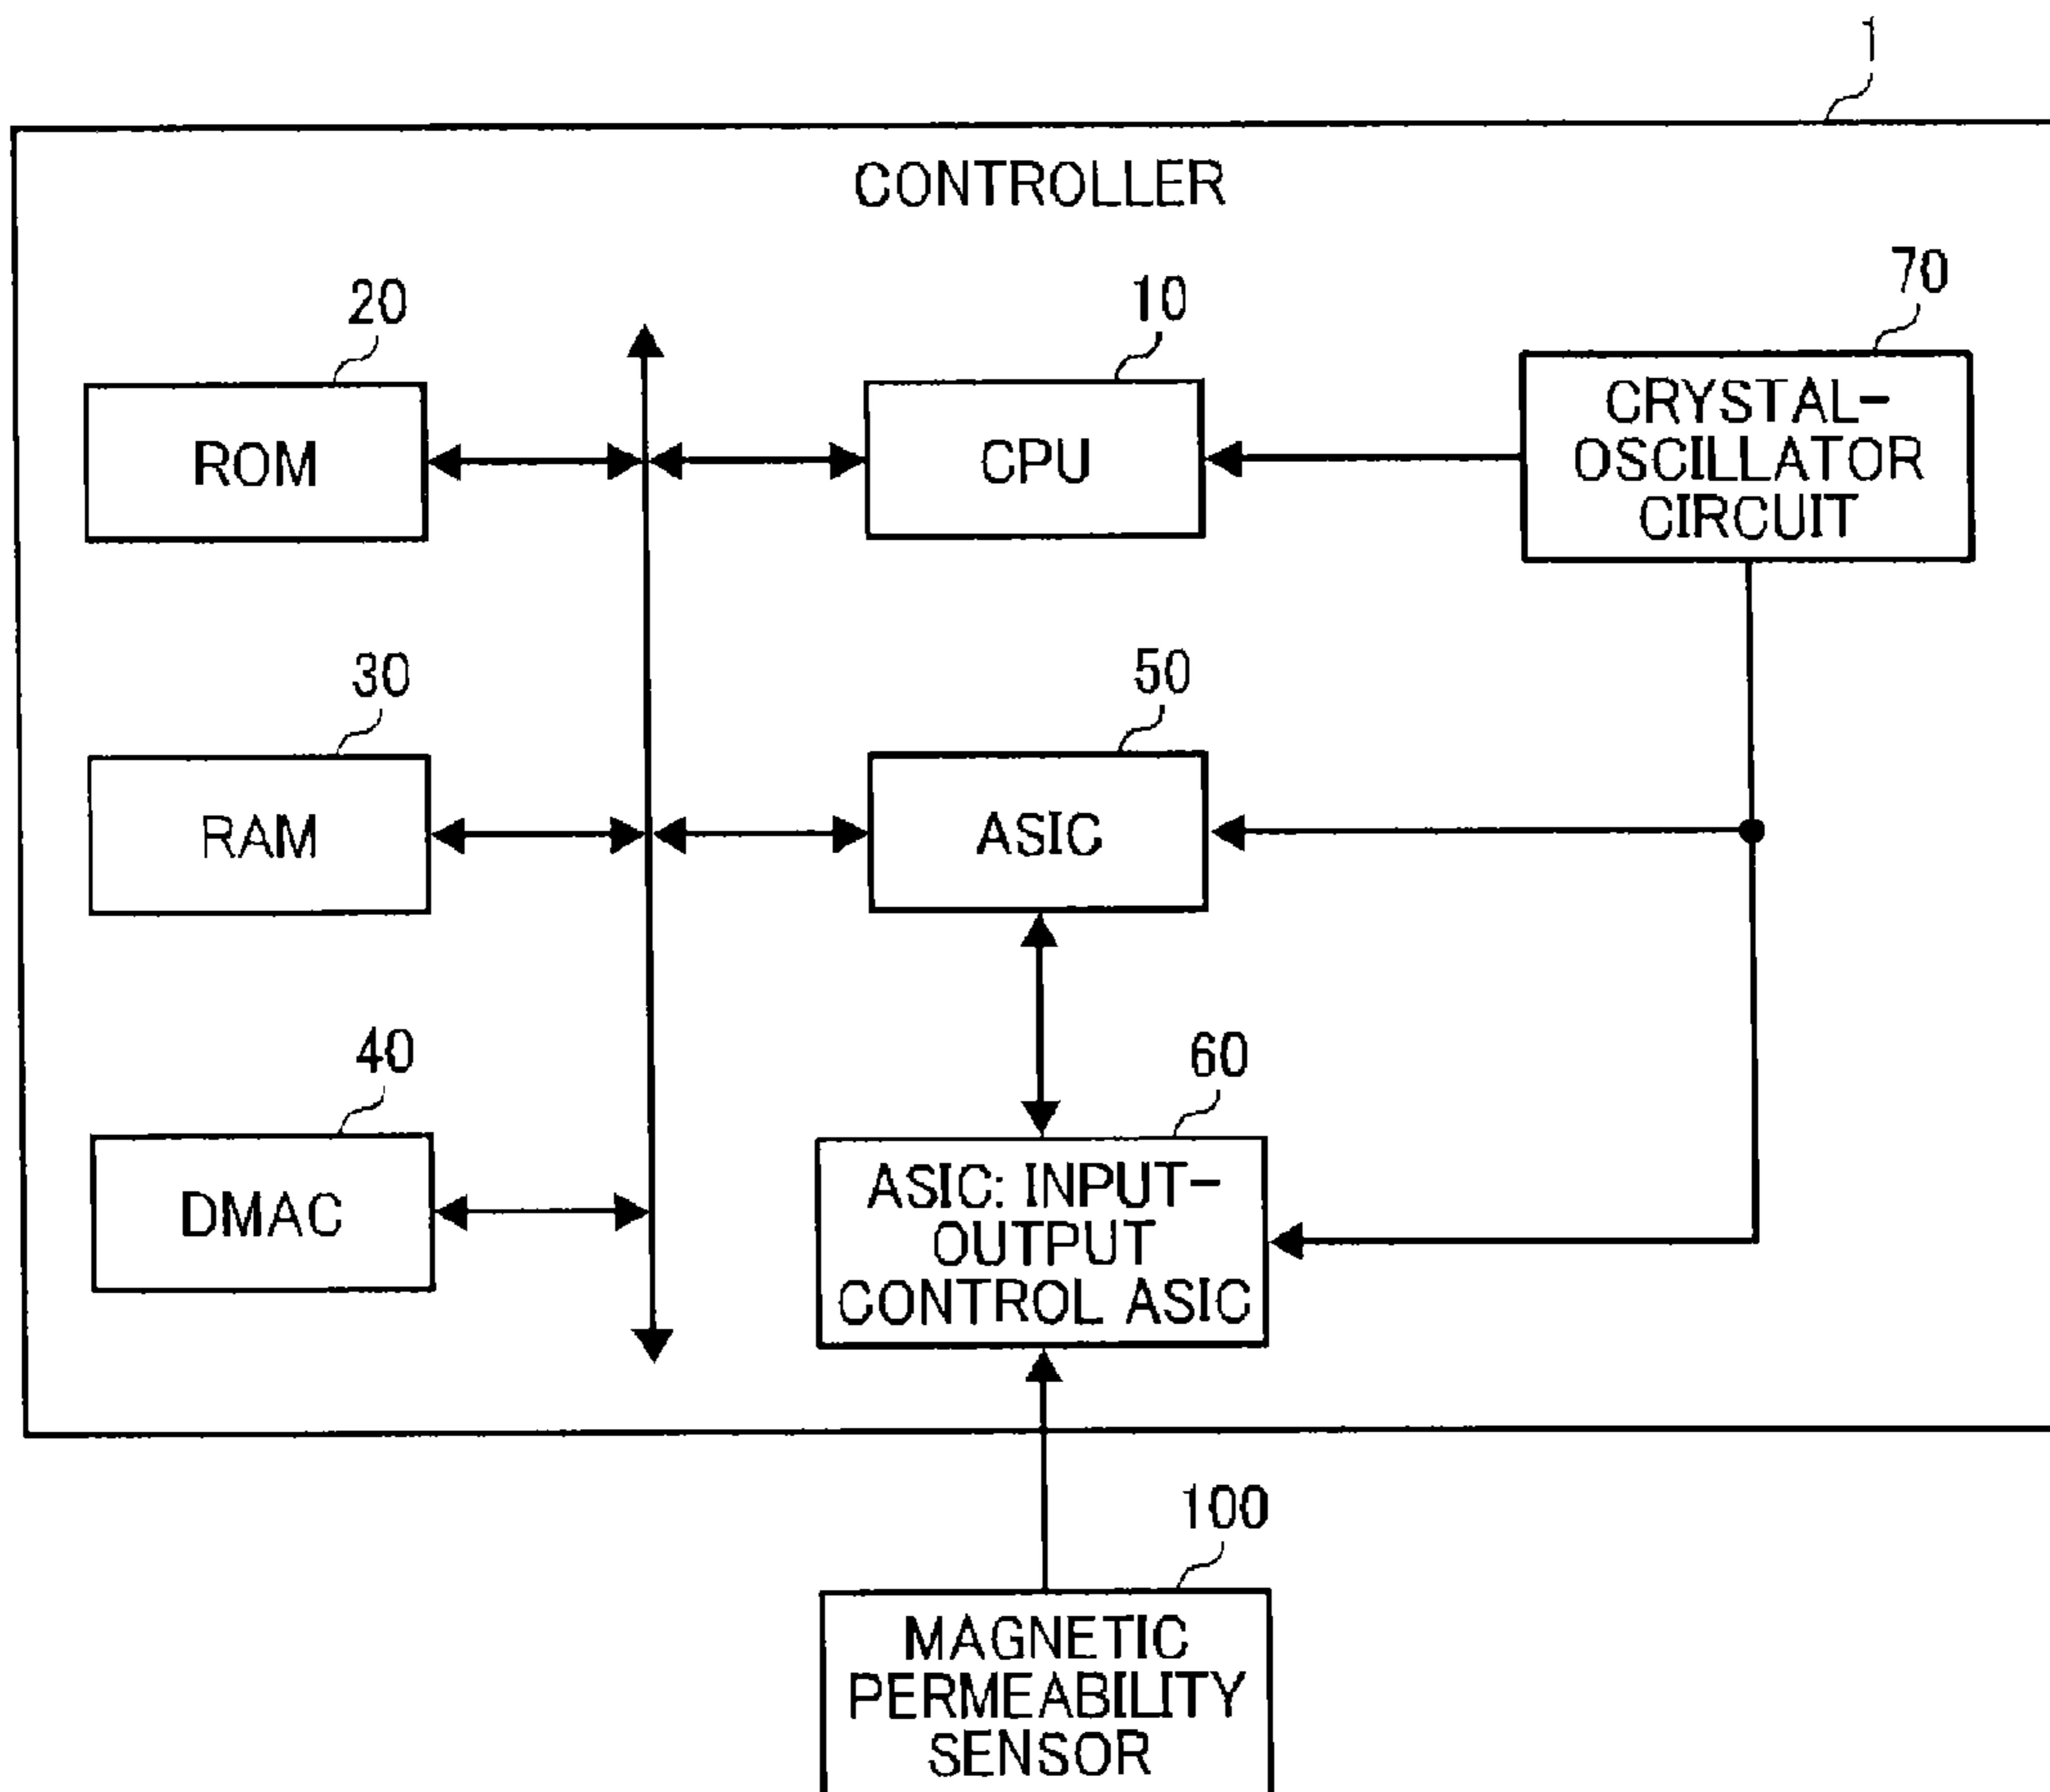 1
CONTROLLER
20
10
70
ROM
CPU
CRYSTAL-
OSCILLATOR
CIRCUIT
30
50
RAM
ASIC
40
60
DMAC
ASIC: INPUT-
OUTPUT
CONTROL ASIC
100
MAGNETIC
PERMEABILITY
SENSOR